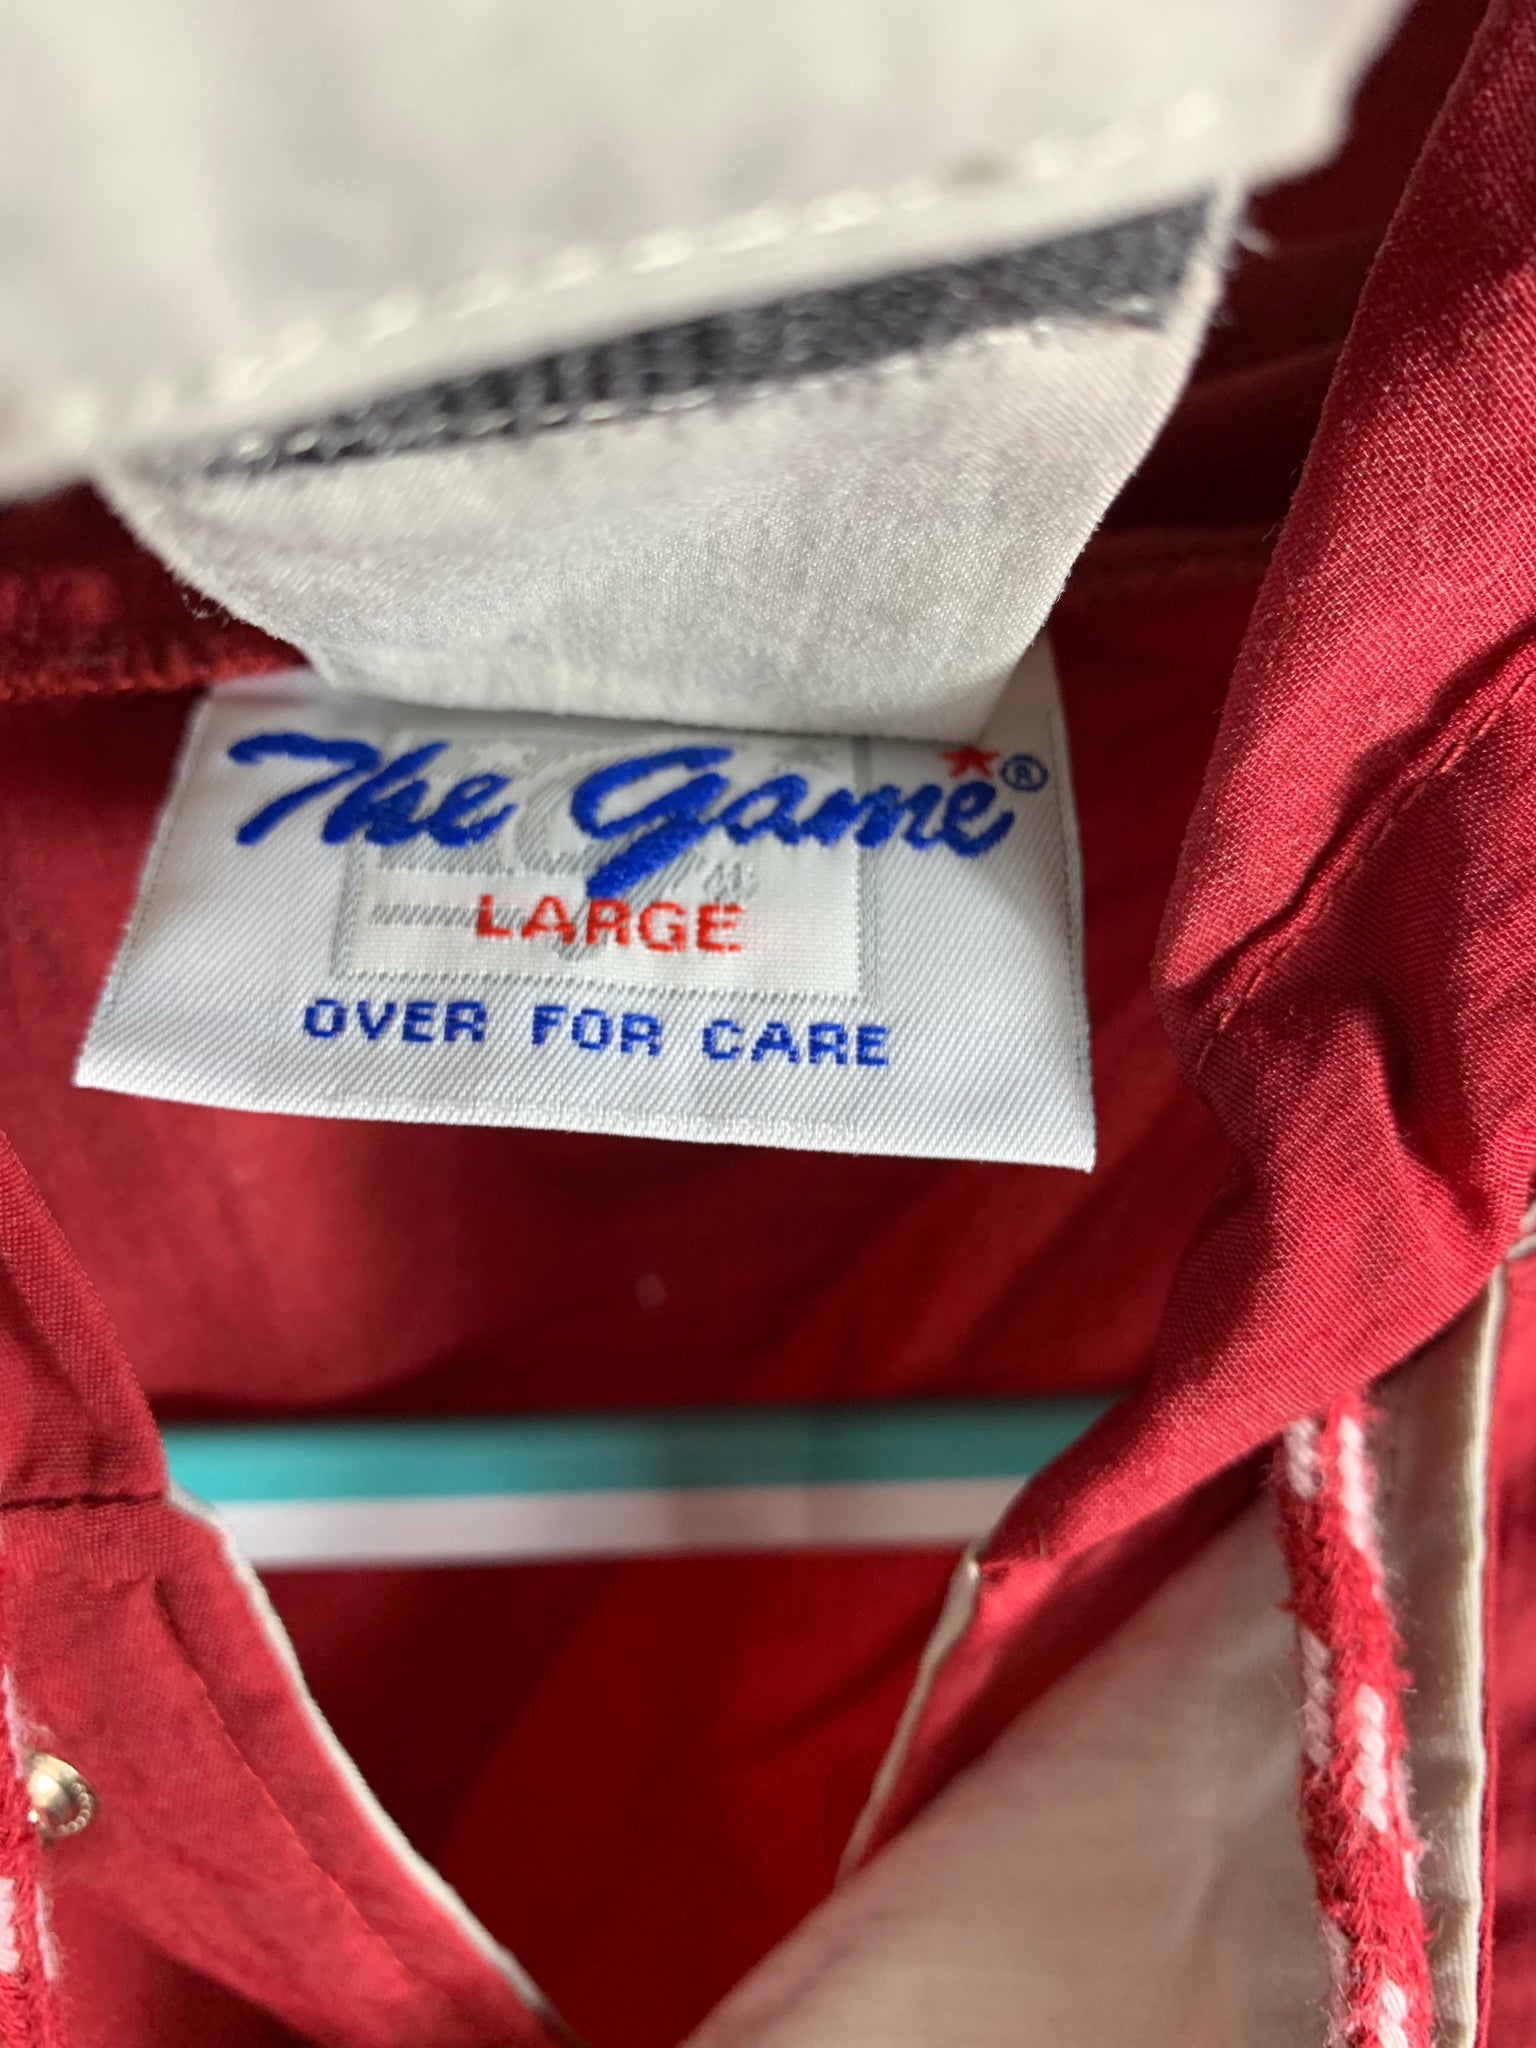 The Game®
LARGE
OVER FOR CARE